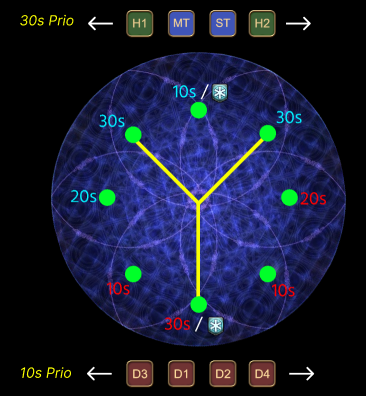 30s Prio H1 MT ST H2
10s /
30s 30s
20s 20s
10s 10s
30s /
10s Prio D3 D1 D2 D4